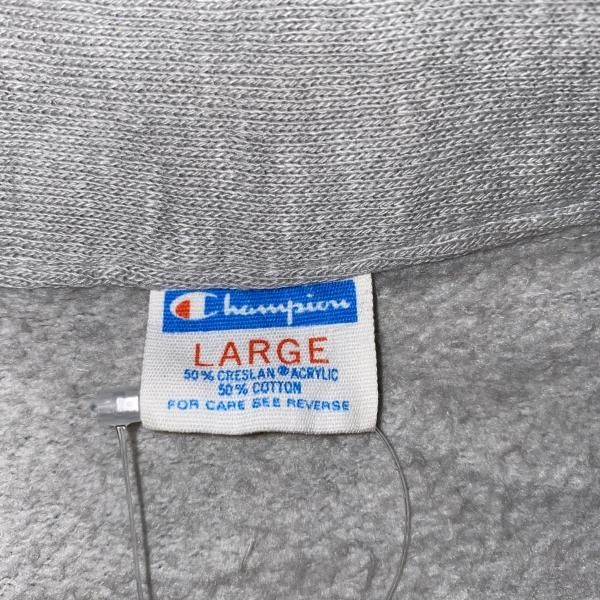 Champion
LARGE
50% CRESLAN® ACRYLIC
50% COTTON
FOR CARE SEE REVERSE